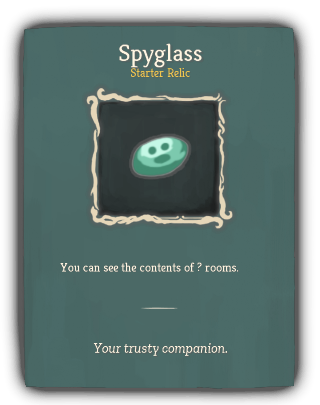 Spyglass
Starter Relic
You can see the contents of ? rooms.
Your trusty companion.